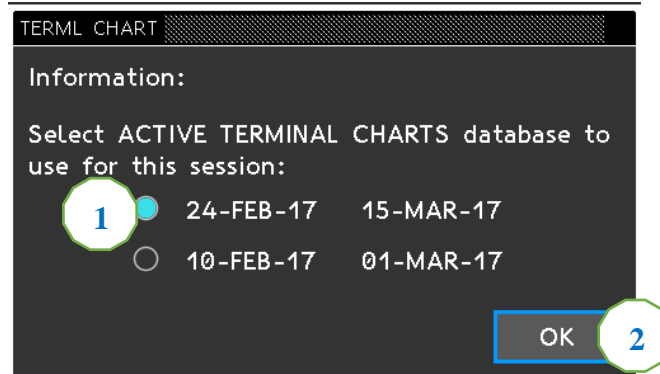 TERML CHART
Information:
Select ACTIVE TERMINAL CHARTS database to
use for this session:
1
24-FEB-17 15-MAR-17
10-FEB-17 01-MAR-17
OK
2